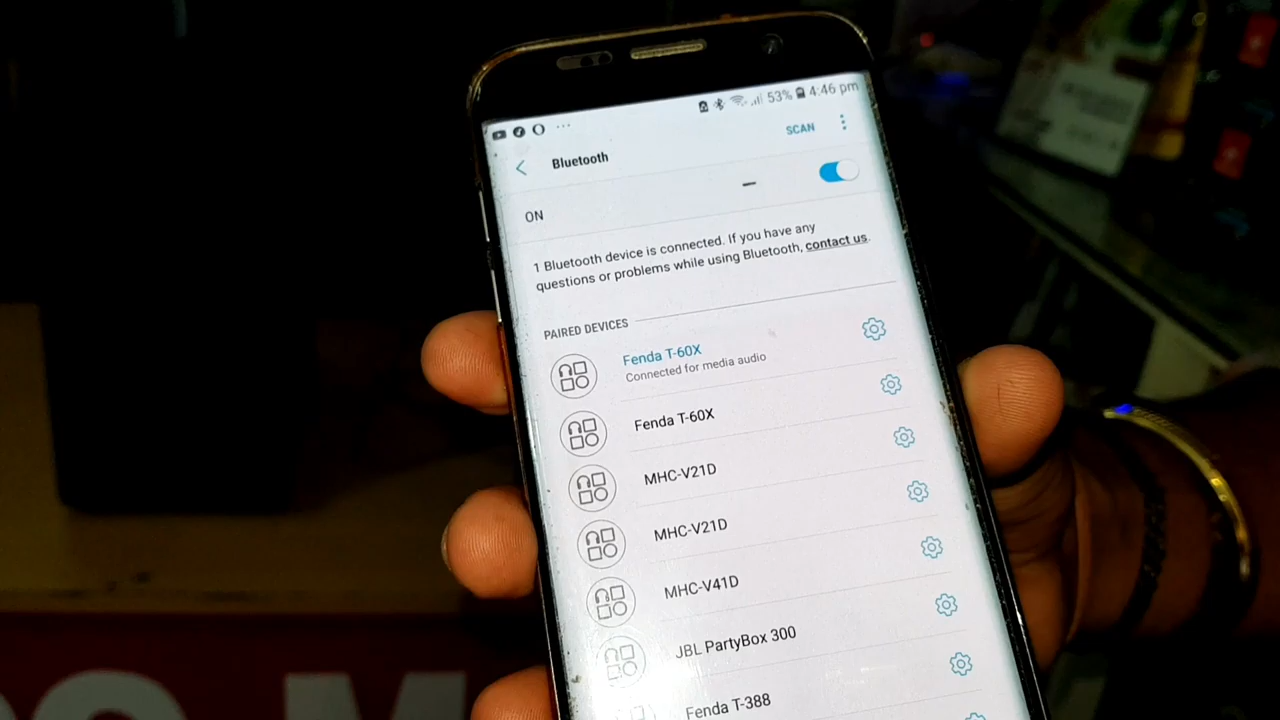 53% 4:46 pm
SCAN
Bluetooth
ON
1 Bluetooth device is connected. If you have any
questions or problems while using Bluetooth, contact us.
PAIRED DEVICES
Fenda T-60X
Connected for media audio
Fenda T-60X
MHC-V21D
MHC-V21D
MHC-V41D
JBL PartyBox 300
Fenda T-388